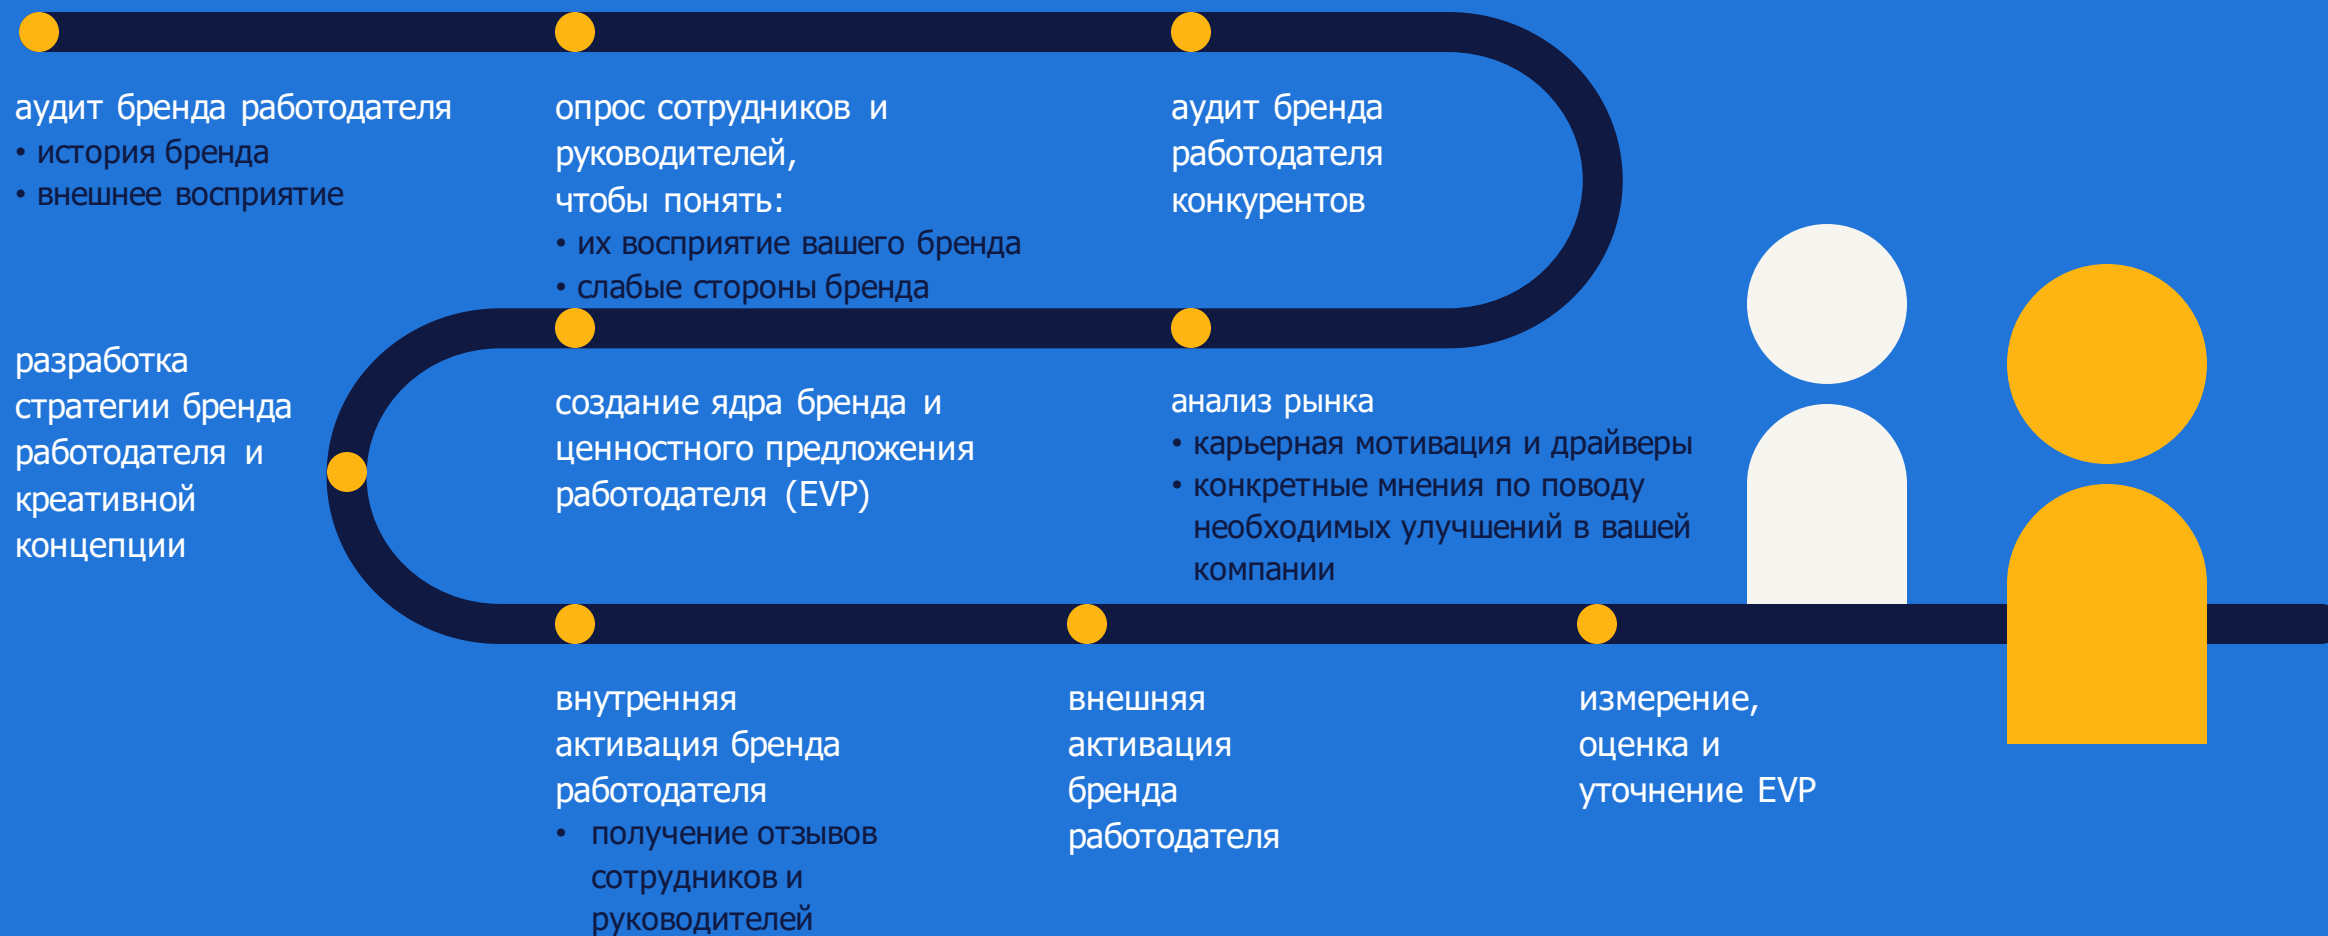 аудит бренда работодателя
• история бренда
• внешнее восприятие
опрос сотрудников и
руководителей,
чтобы понять:
• их восприятие вашего бренда
• слабые стороны бренда
аудит бренда
работодателя
конкурентов
анализ рынка
• карьерная мотивация и драйверы
• конкретные мнения по поводу
необходимых улучшений в вашей
компании
создание ядра бренда и
ценностного предложения
работодателя (EVP)
разработка
стратегии бренда
работодателя и
креативной
концепции
внутренняя
активация бренда
работодателя
• получение отзывов
сотрудников и
руководителей
внешняя
активация
бренда
работодателя
измерение,
оценка и
уточнение EVP